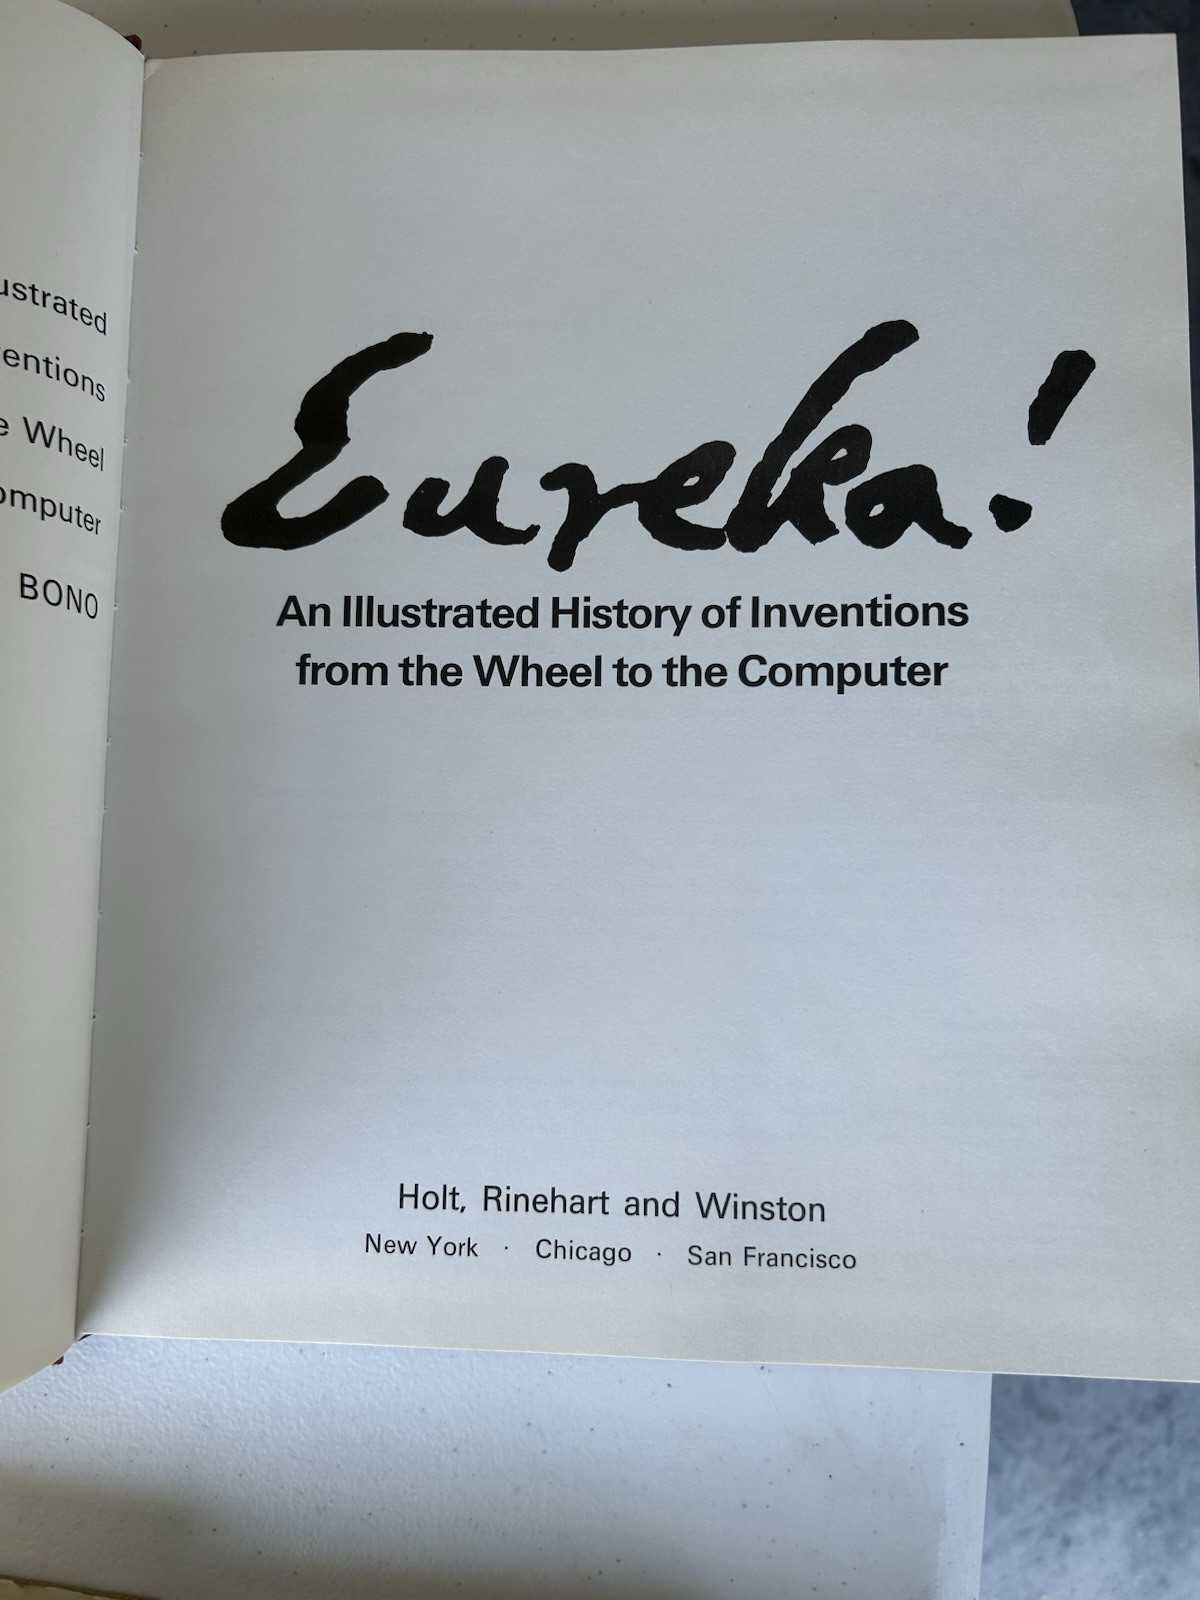 ustrated
entions
e Wheel
omputer
BONO
Eureka!
An Illustrated History of Inventions
from the Wheel to the Computer
Holt, Rinehart and Winston
New York · Chicago · San Francisco